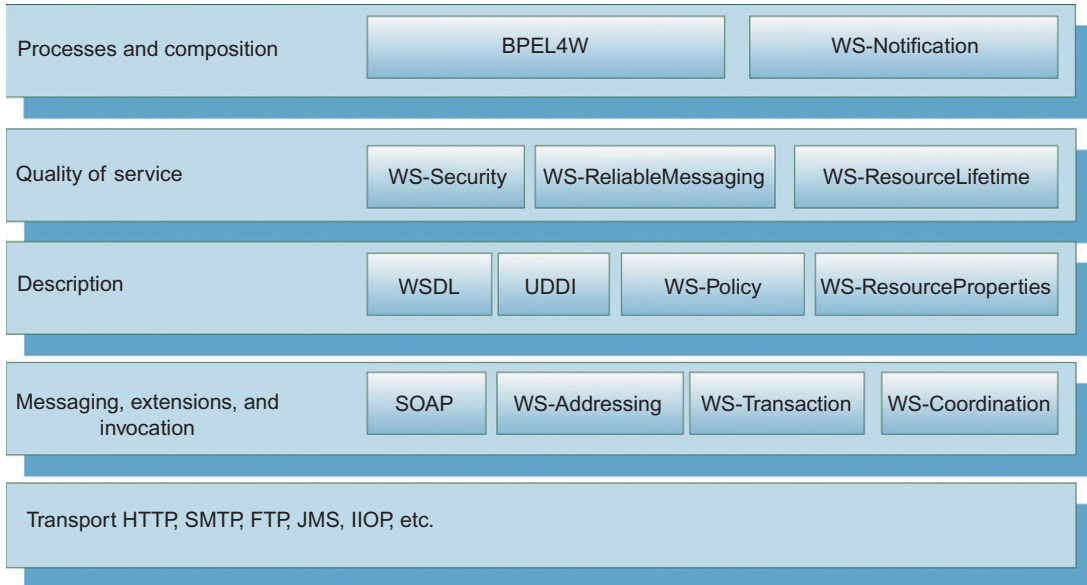 Processes and composition
BPEL4W
WS-Notification
Quality of service
WS-Security
WS-ReliableMessaging
WS-ResourceLifetime
Description
WSDL
UDDI
WS-Policy
WS-ResourceProperties
Messaging, extensions, and
invocation
SOAP
WS-Addressing
WS-Transaction
WS-Coordination
Transport HTTP, SMTP, FTP, JMS, IIOP, etc.